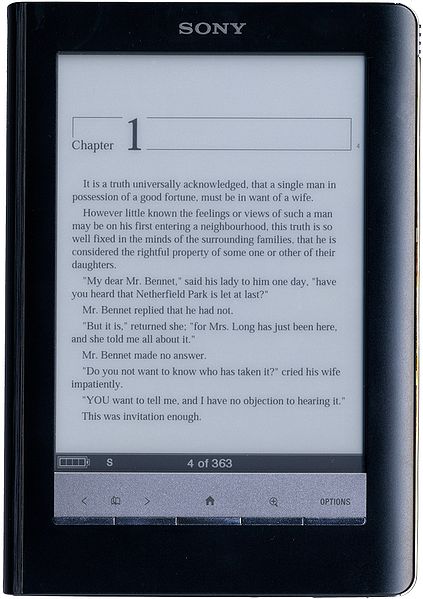 SONY
Chapter 1
4
It is a truth universally acknowledged, that a single man in
possession of a good fortune, must be in want of a wife.
However little known the feelings or views of such a man
may be on his first entering a neighbourhood, this truth is so
well fixed in the minds of the surrounding families, that he is
considered the rightful property of some one or other of their
daughters.
"My dear Mr. Bennet," said his lady to him one day, "have
you heard that Netherfield Park is let at last?"
Mr. Bennet replied that he had not.
"But it is," returned she; "for Mrs. Long has just been here,
and she told me all about it."
Mr. Bennet made no answer.
"Do you not want to know who has taken it?" cried his wife
impatiently.
"YOU want to tell me, and I have no objection to hearing it."
This was invitation enough.
S 4 of 363
OPTIONS